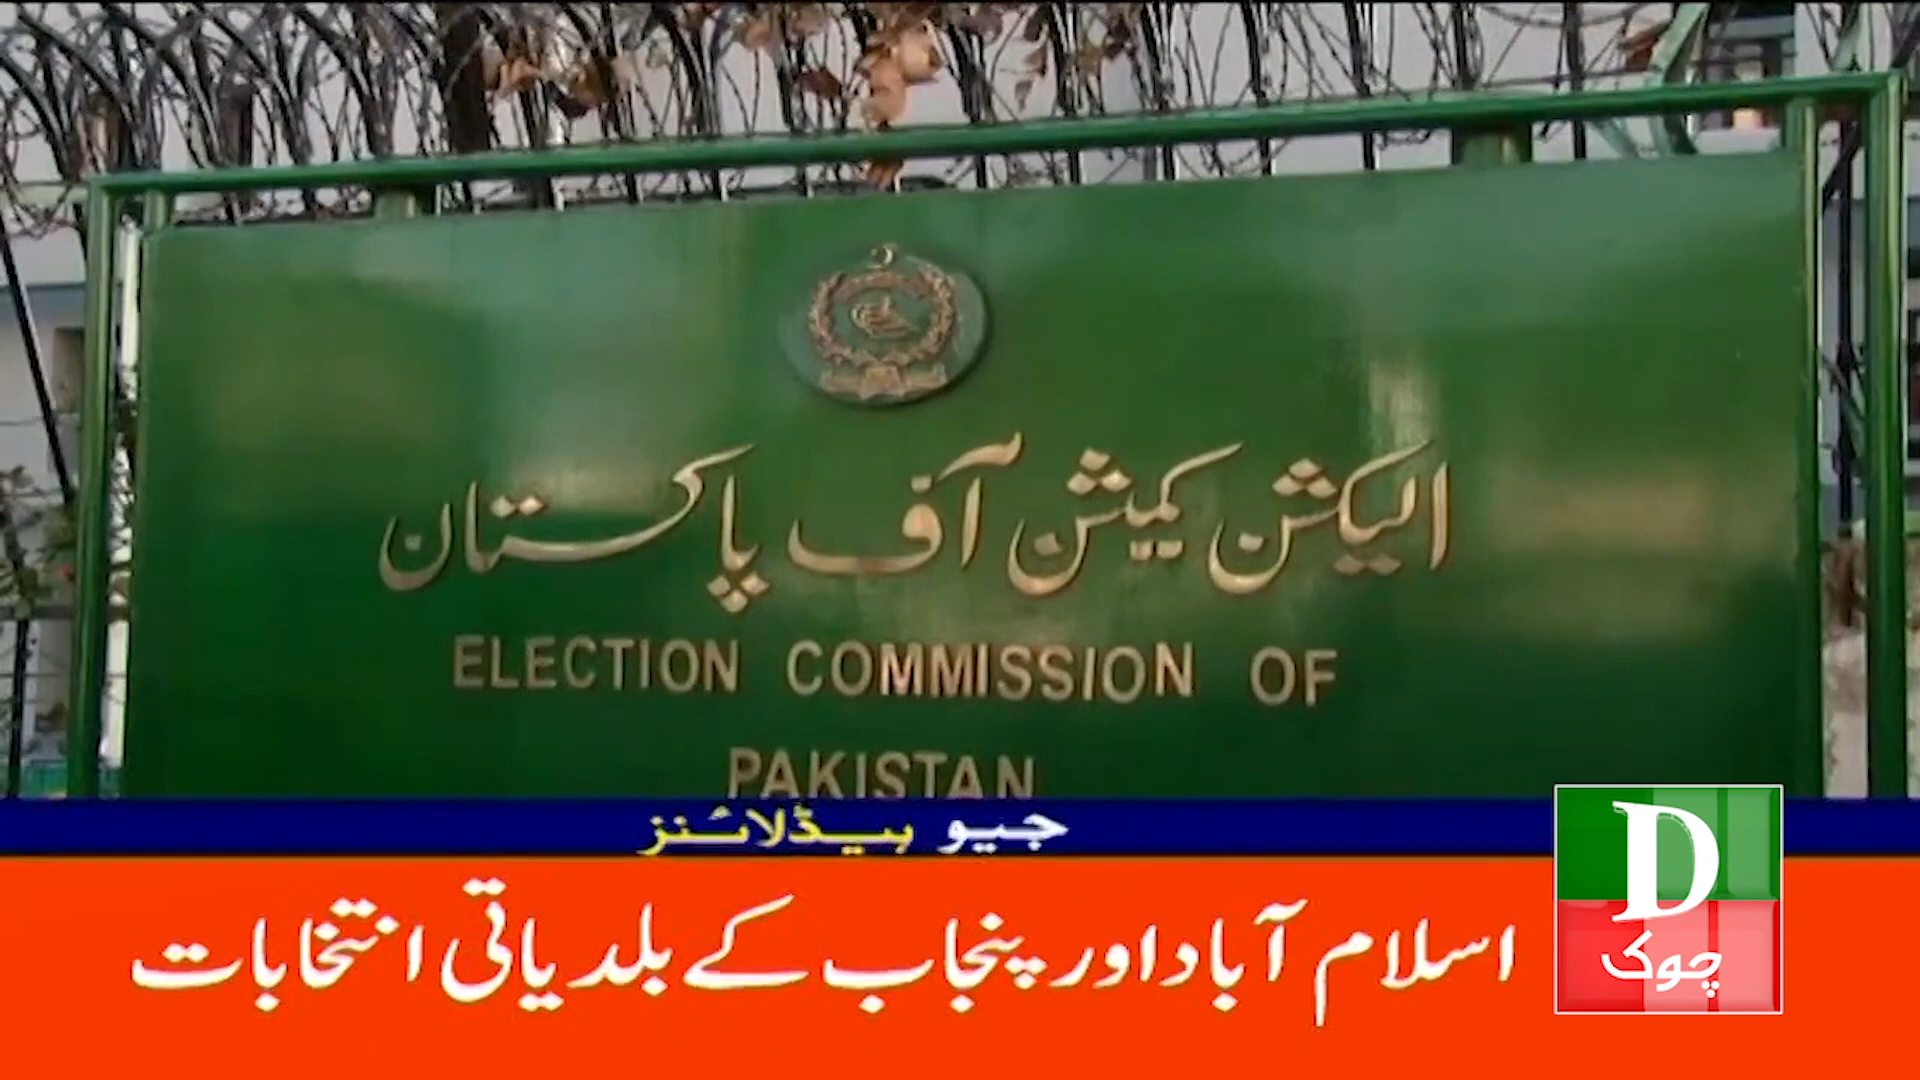 الیکشن کمیشن آف پاکستان
ELECTION COMMISSION OF
PAKISTAN
جیو ہیڈلائنز
اسلام آباد اور پنجاب کے بلدیاتی انتخابات
D
چوک